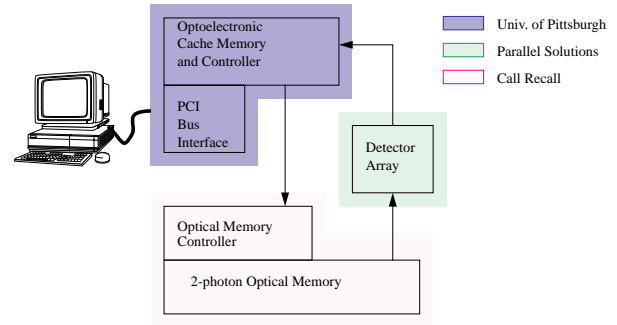 Optoelectronic
Cache Memory
and Controller
PCI
Bus
Interface
Detector
Array
Optical Memory
Controller
2-photon Optical Memory
Univ. of Pittsburgh
Parallel Solutions
Call Recall